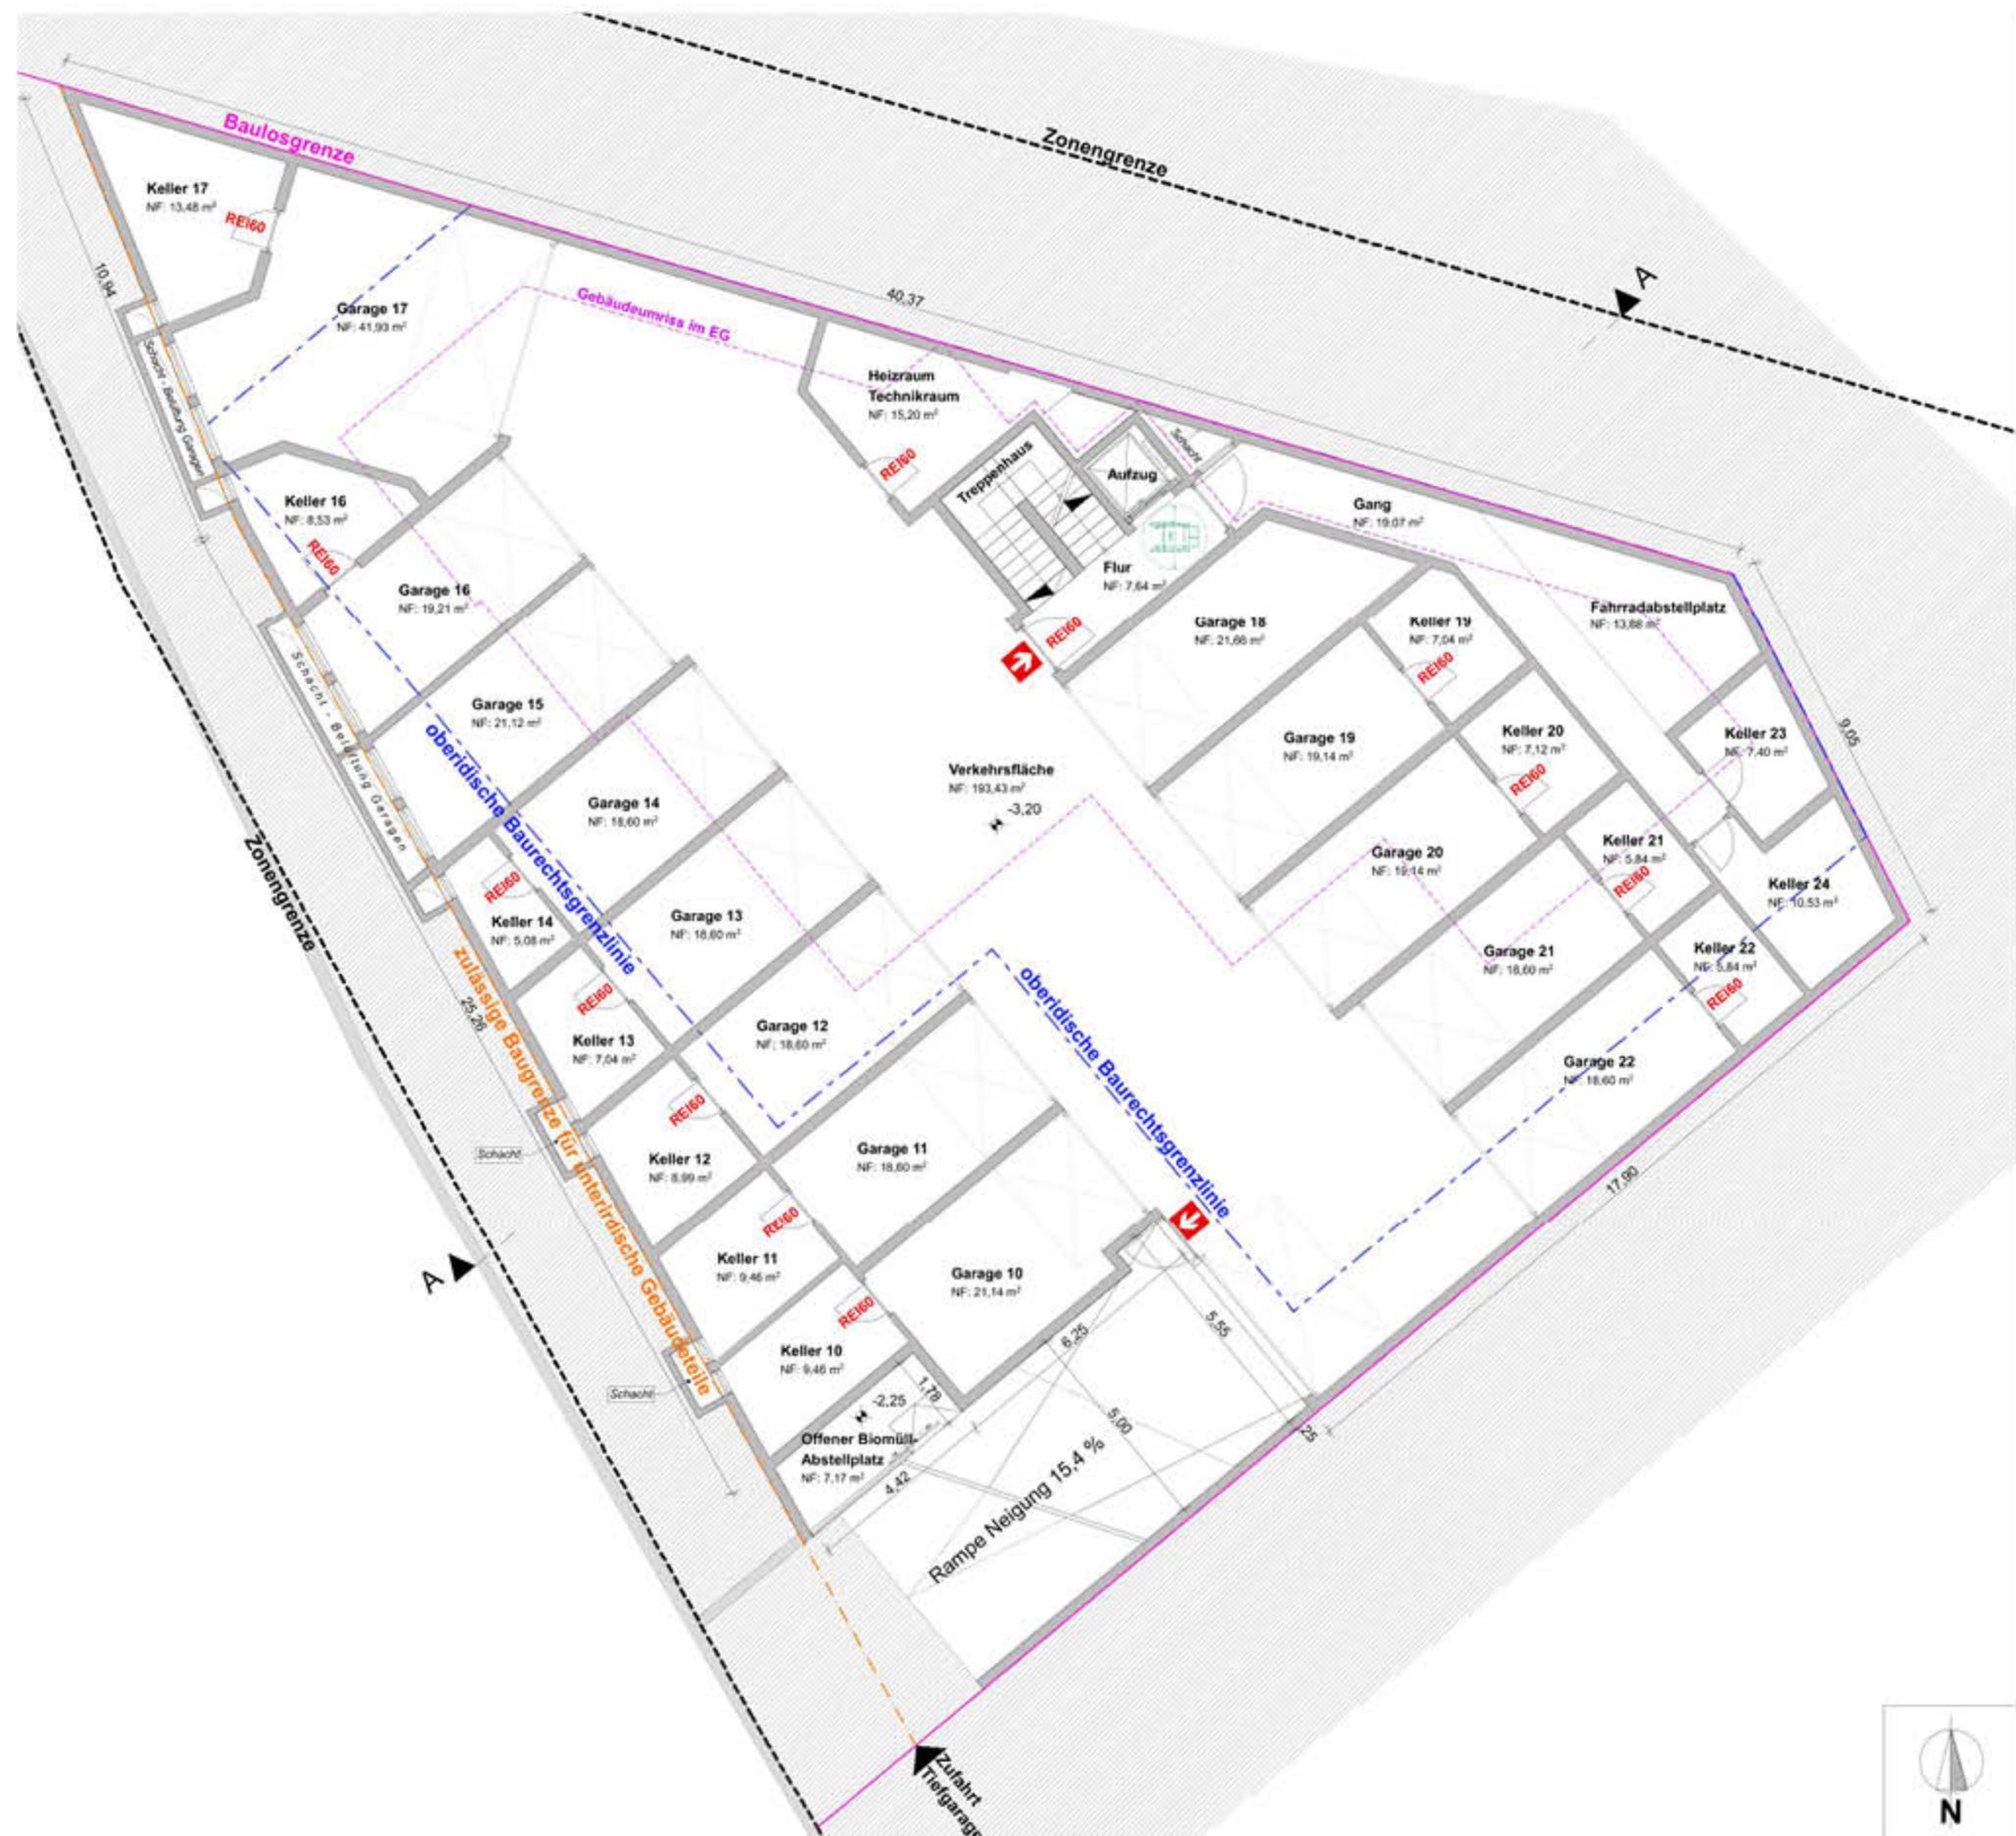 Baulosgrenze
Zonengrenze
Keller 17
NF: 13,48 m²
REI60
A
10,94
40,37
Garage 17
NF: 41,93 m²
Gebäudeumriss im EG
Schacht - Belüftung Garagen
Heizraum
Technikraum
NF: 15,20 m²
REI60
Treppenhaus
Aufzug
Schacht
Gang
NF: 19,07 m²
Keller 16
NF: 8,53 m²
REI60
Flur
NF: 7,64 m²
REI60
Garage 16
NF: 19,21 m²
Garage 18
NF: 21,66 m²
Keller 19
NF: 7,04 m²
REI60
Fahrradabstellplatz
NF: 13,88 m²
Schacht - Belüftung Garagen
Garage 15
NF: 21,12 m²
oberidische Baurechtsgrenzlinie
Garage 19
NF: 19,14 m²
Keller 20
NF: 7,12 m²
REI60
Keller 23
NF: 7,40 m²
9,05
Verkehrsfläche
NF: 193,43 m²
-3,20
Garage 14
NF: 18,60 m²
Garage 20
NF: 19,14 m²
Keller 21
NF: 5,84 m²
REI60
Keller 24
NF: 10,53 m²
Zonengrenze
REI60
Keller 14
NF: 5,08 m²
Garage 13
NF: 18,60 m²
Garage 21
NF: 18,60 m²
Keller 22
NF: 5,84 m²
REI60
zulässige Baugrenze für unterirdische Gebäudeteile
25,26
REI60
Keller 13
NF: 7,04 m²
Garage 12
NF: 18,60 m²
oberidische Baurechtsgrenzlinie
Garage 22
NF: 18,60 m²
REI60
Schacht
Keller 12
NF: 8,99 m²
Garage 11
NF: 18,60 m²
17,90
REI60
A
Keller 11
NF: 9,46 m²
Garage 10
NF: 21,14 m²
REI60
Keller 10
NF: 9,46 m²
6,25
5,55
Schacht
-2,25
1,78
5,00
25
Offener Biomüll-
Abstellplatz
NF: 7,17 m²
4,42
Rampe Neigung 15,4 %
Zufahrt
Tiefgarage
N